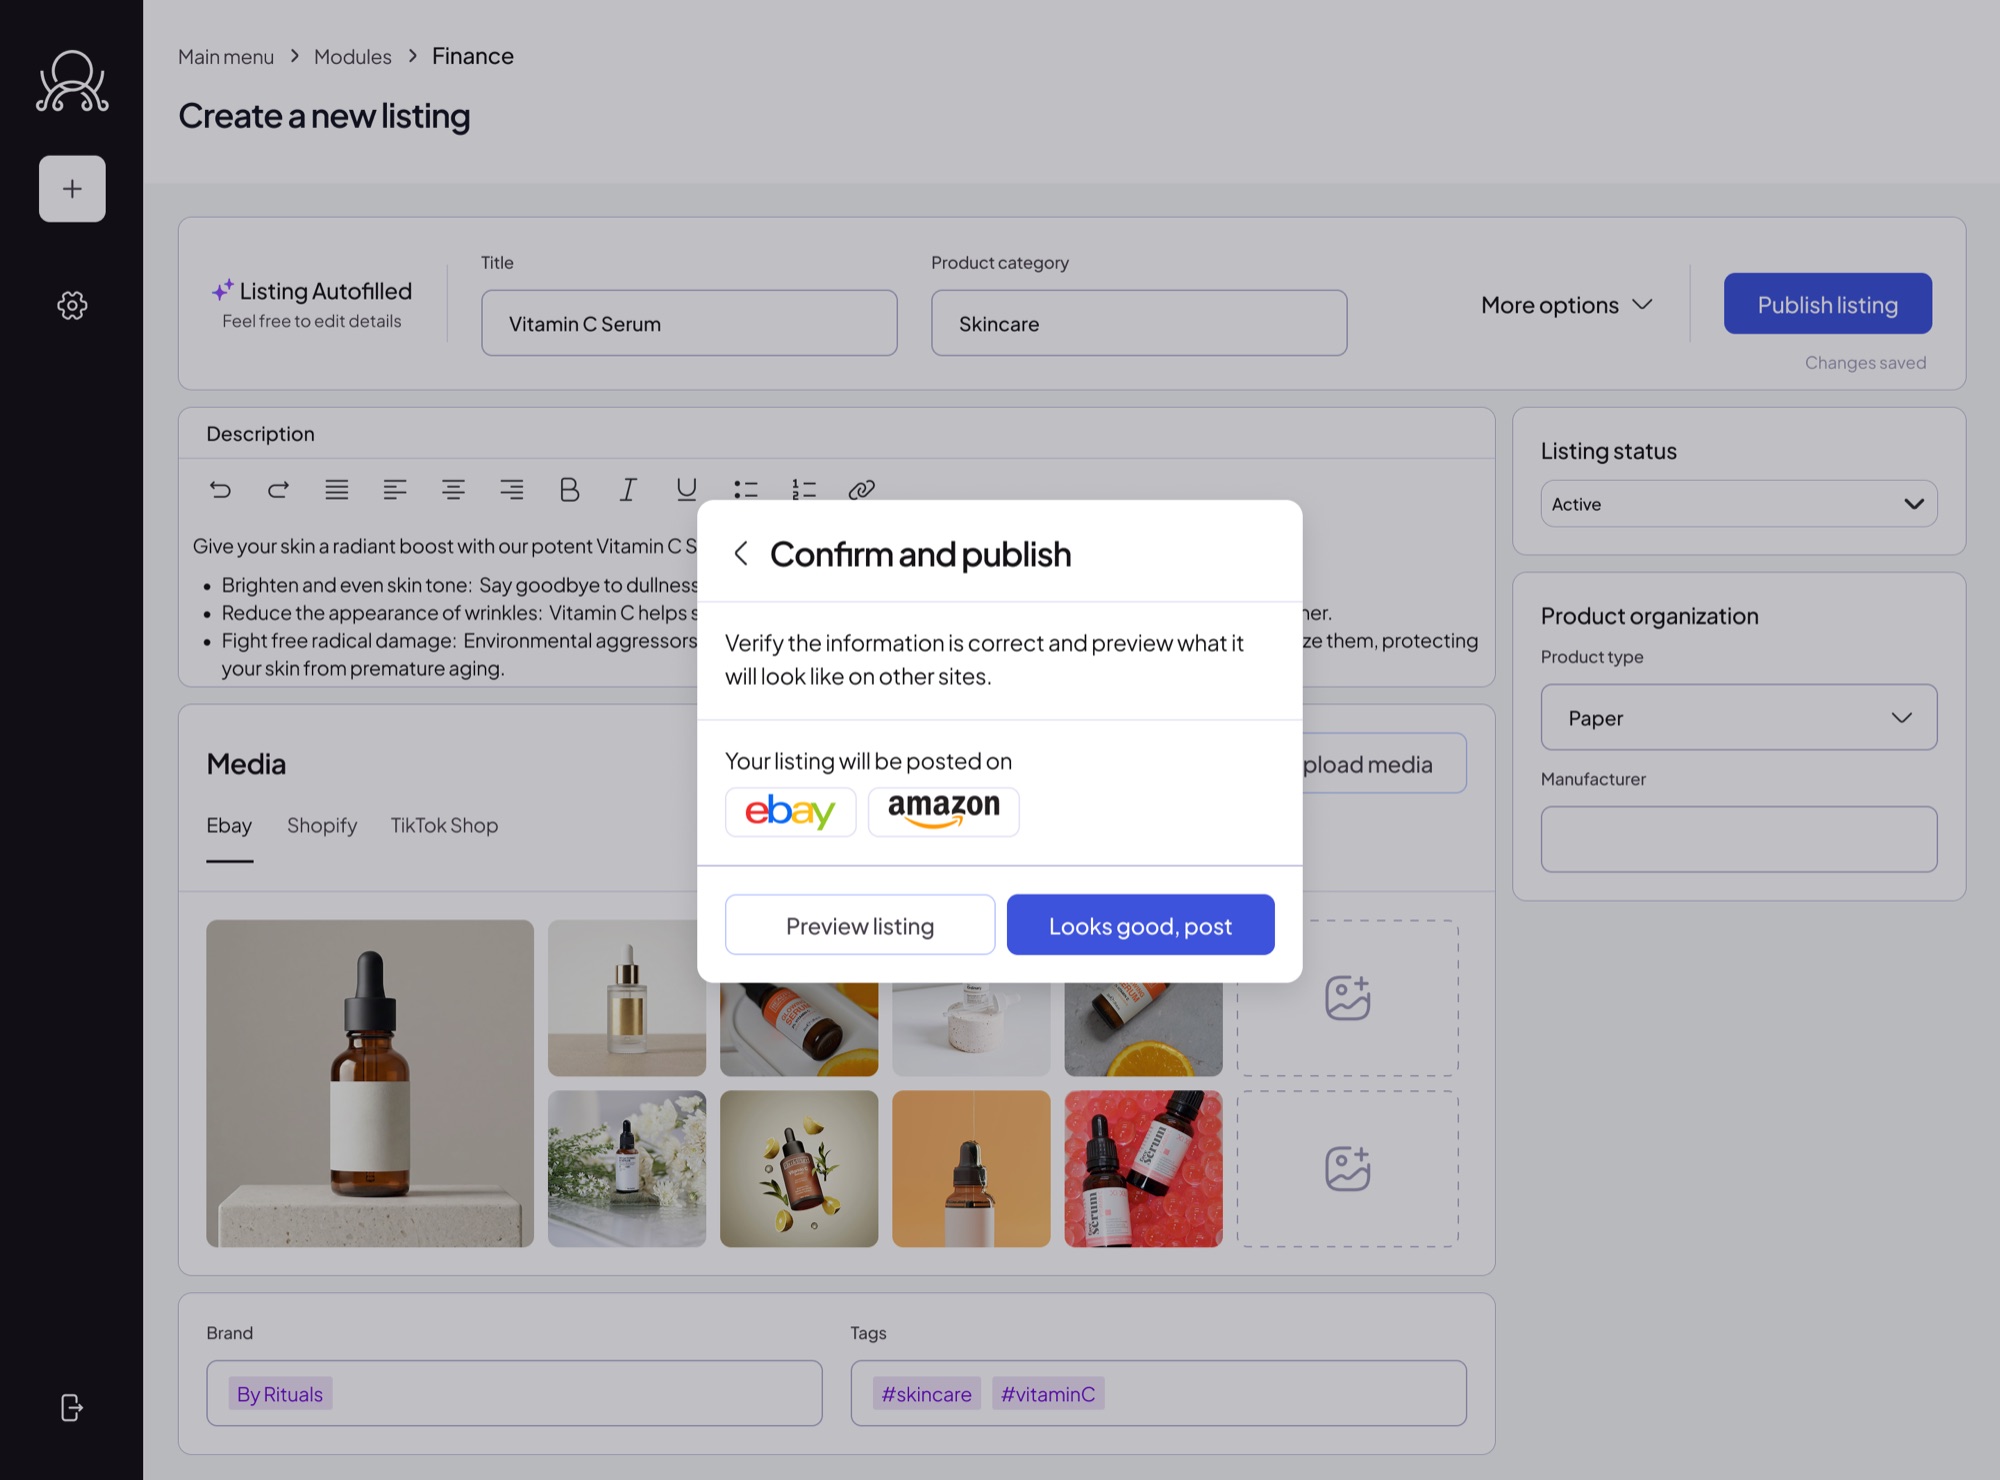 Main menu > Modules > Finance
Create a new listing
Listing Autofilled
Feel free to edit details
Title
Vitamin C Serum
Product category
Skincare
More options
Publish listing
Changes saved
Description
Give your skin a radiant boost with our potent Vitamin C S
• Brighten and even skin tone: Say goodbye to dullness
• Reduce the appearance of wrinkles: Vitamin C helps s
ner.
• Fight free radical damage: Environmental aggressors
ze them, protecting
your skin from premature aging.
Listing status
Active
Product organization
Product type
Paper
Manufacturer
Confirm and publish
Verify the information is correct and preview what it
will look like on other sites.
Your listing will be posted on
ebay
amazon
Preview listing
Looks good, post
Media
pload media
Ebay
Shopify
TikTok Shop
SERUM
serum
serum
Brand
By Rituals
Tags
#skincare
#vitaminC